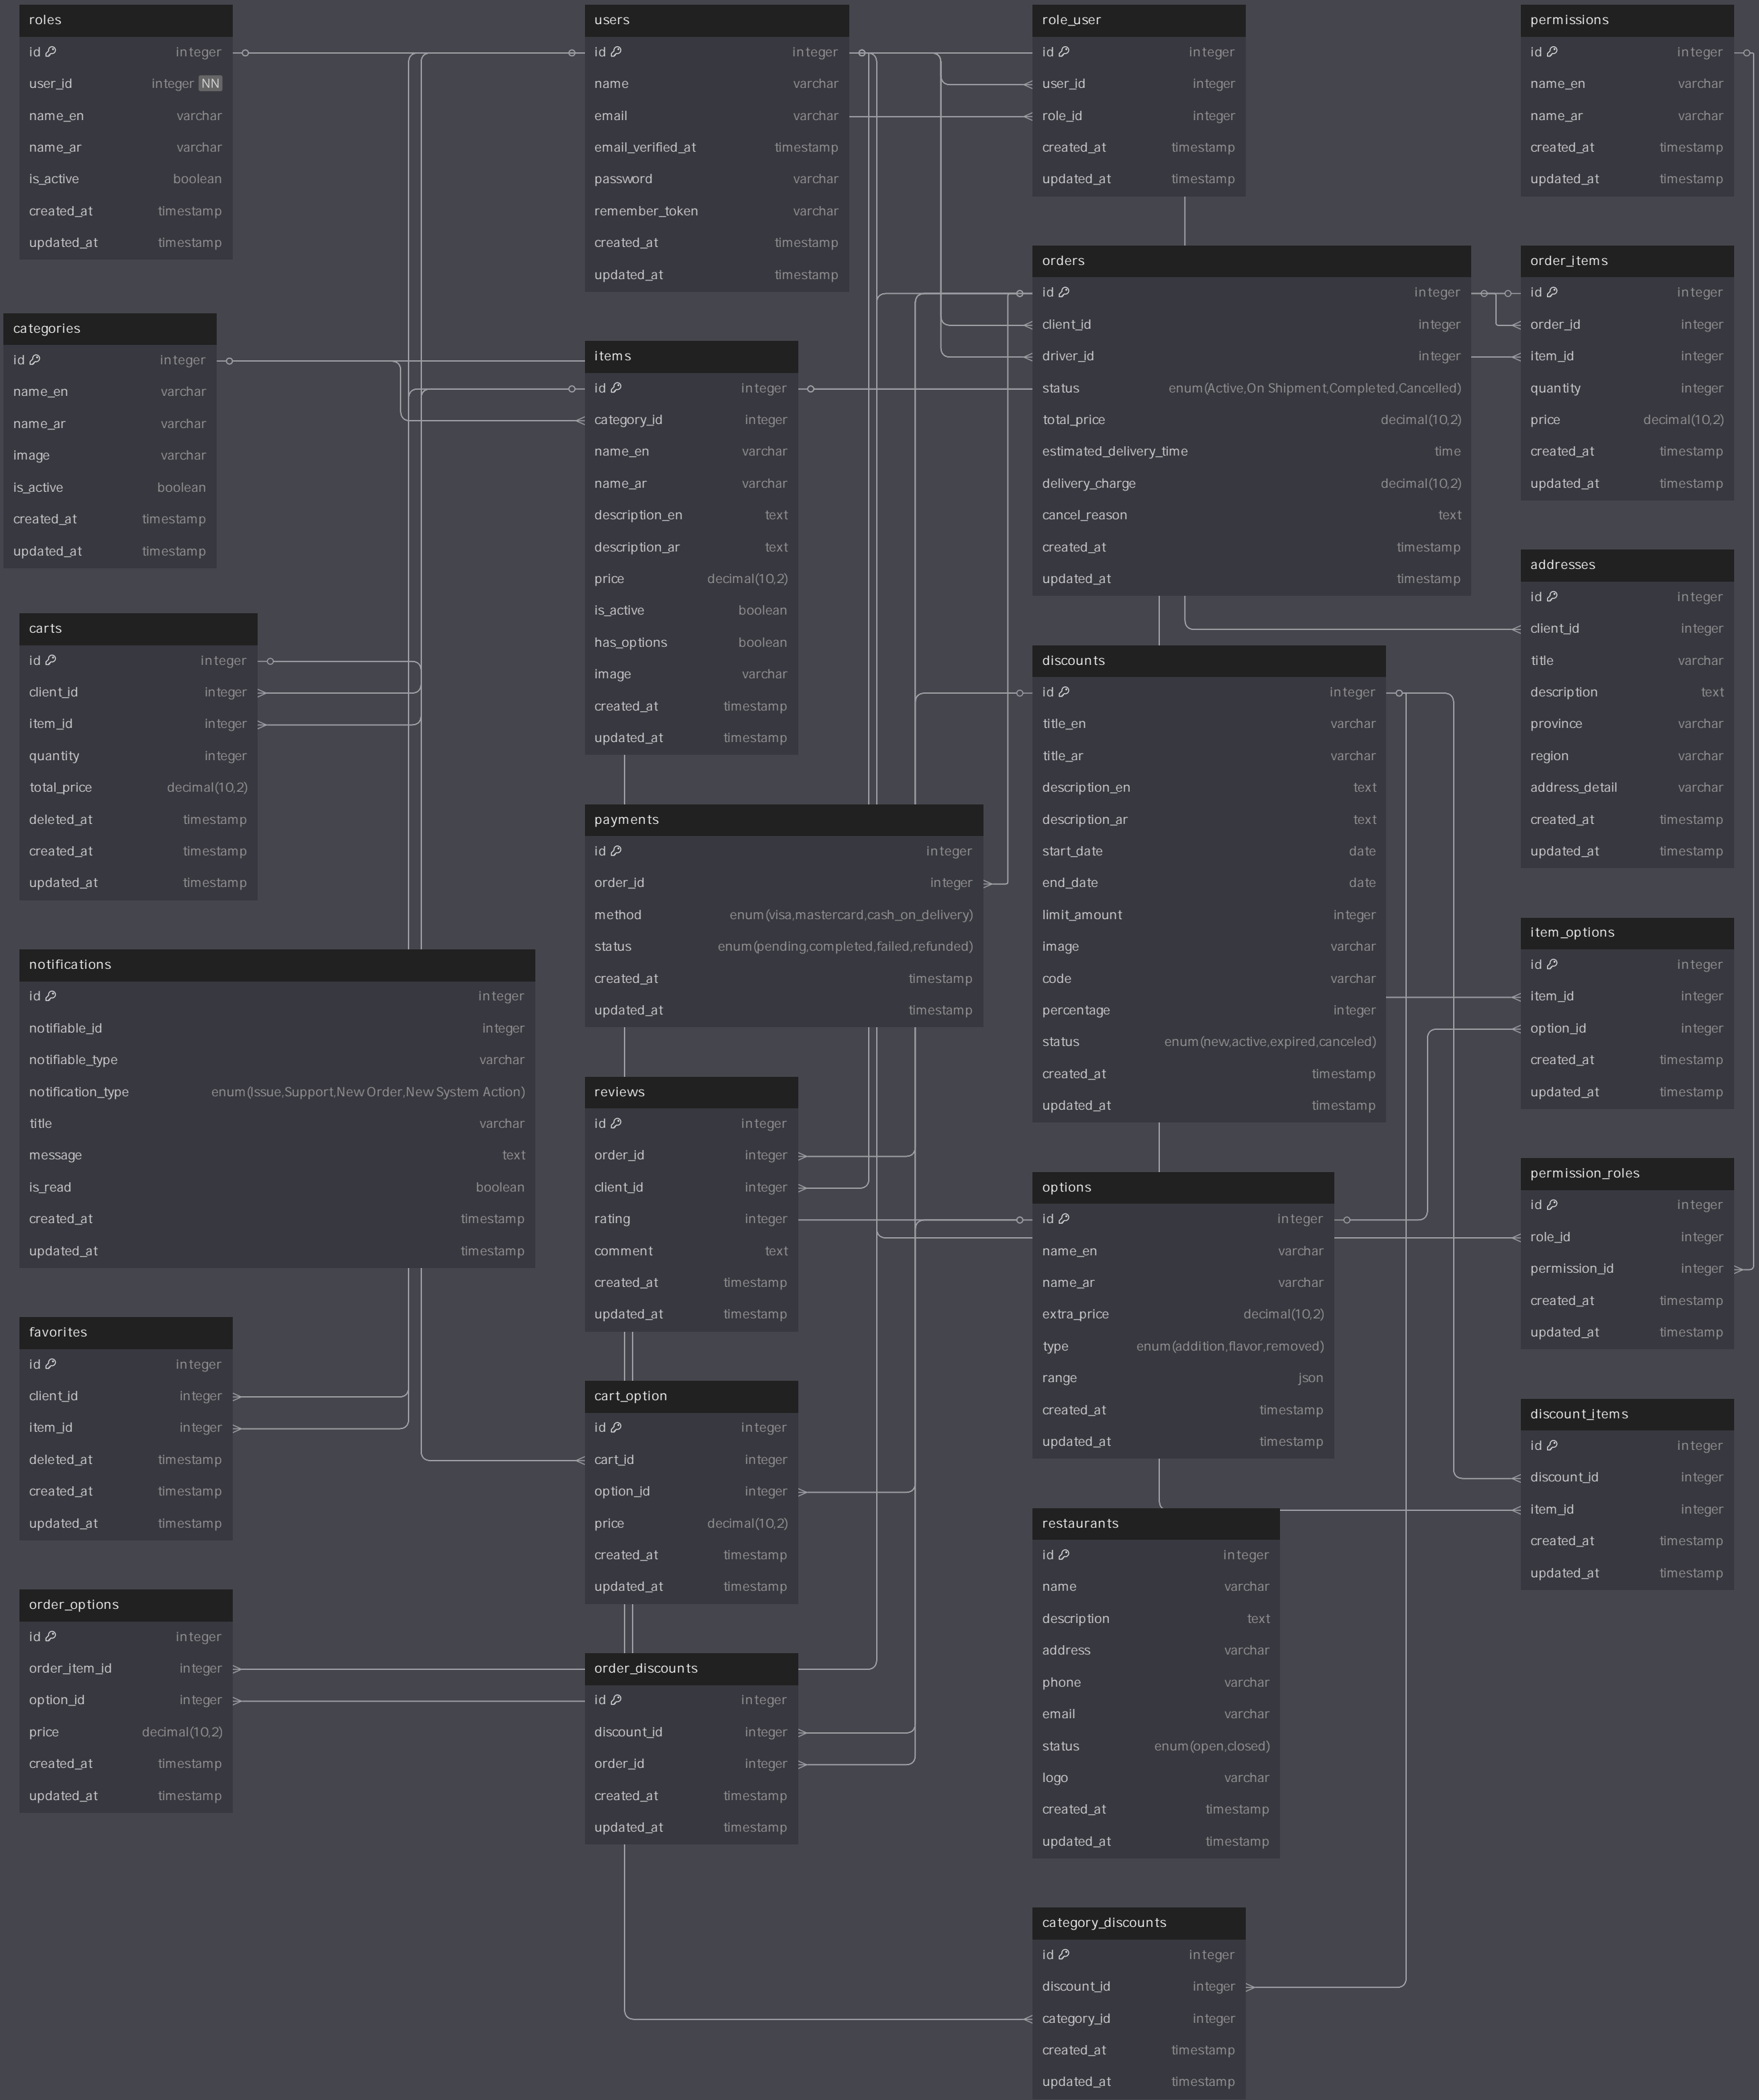 roles
id integer
user_id integer NN
name_en varchar
name_ar varchar
is_active boolean
created_at timestamp
updated_at timestamp
users
id integer
name varchar
email varchar
email_verified_at timestamp
password varchar
remember_token varchar
created_at timestamp
updated_at timestamp
role_user
id integer
user_id integer
role_id integer
created_at timestamp
updated_at timestamp
permissions
id integer
name_en varchar
name_ar varchar
created_at timestamp
updated_at timestamp
categories
id integer
name_en varchar
name_ar varchar
image varchar
is_active boolean
created_at timestamp
updated_at timestamp
items
id integer
category_id integer
name_en varchar
name_ar varchar
description_en text
description_ar text
price decimal(10,2)
is_active boolean
has_options boolean
image varchar
created_at timestamp
updated_at timestamp
orders
id integer
client_id integer
driver_id integer
status enum(Active,On Shipment,Completed,Cancelled)
total_price decimal(10,2)
estimated_delivery_time time
delivery_charge decimal(10,2)
cancel_reason text
created_at timestamp
updated_at timestamp
order_items
id integer
order_id integer
item_id integer
quantity integer
price decimal(10,2)
created_at timestamp
updated_at timestamp
carts
id integer
client_id integer
item_id integer
quantity integer
total_price decimal(10,2)
deleted_at timestamp
created_at timestamp
updated_at timestamp
payments
id integer
order_id integer
method enum(visa,mastercard,cash_on_delivery)
status enum(pending,completed,failed,refunded)
created_at timestamp
updated_at timestamp
discounts
id integer
title_en varchar
title_ar varchar
description_en text
description_ar text
start_date date
end_date date
limit_amount integer
image varchar
code varchar
percentage integer
status enum(new,active,expired,canceled)
created_at timestamp
updated_at timestamp
addresses
id integer
client_id integer
title varchar
description text
province varchar
region varchar
address_detail varchar
created_at timestamp
updated_at timestamp
notifications
id integer
notifiable_id integer
notifiable_type varchar
notification_type enum(Issue,Support,New Order,New System Action)
title varchar
message text
is_read boolean
created_at timestamp
updated_at timestamp
reviews
id integer
order_id integer
client_id integer
rating integer
comment text
created_at timestamp
updated_at timestamp
options
id integer
name_en varchar
name_ar varchar
extra_price decimal(10,2)
type enum(addition,flavor,removed)
range json
created_at timestamp
updated_at timestamp
item_options
id integer
item_id integer
option_id integer
created_at timestamp
updated_at timestamp
permission_roles
id integer
role_id integer
permission_id integer
created_at timestamp
updated_at timestamp
favorites
id integer
client_id integer
item_id integer
deleted_at timestamp
created_at timestamp
updated_at timestamp
cart_option
id integer
cart_id integer
option_id integer
price decimal(10,2)
created_at timestamp
updated_at timestamp
restaurants
id integer
name varchar
description text
address varchar
phone varchar
email varchar
status enum(open,closed)
logo varchar
created_at timestamp
updated_at timestamp
discount_items
id integer
discount_id integer
item_id integer
created_at timestamp
updated_at timestamp
order_options
id integer
order_item_id integer
option_id integer
price decimal(10,2)
created_at timestamp
updated_at timestamp
order_discounts
id integer
discount_id integer
order_id integer
created_at timestamp
updated_at timestamp
category_discounts
id integer
discount_id integer
category_id integer
created_at timestamp
updated_at timestamp